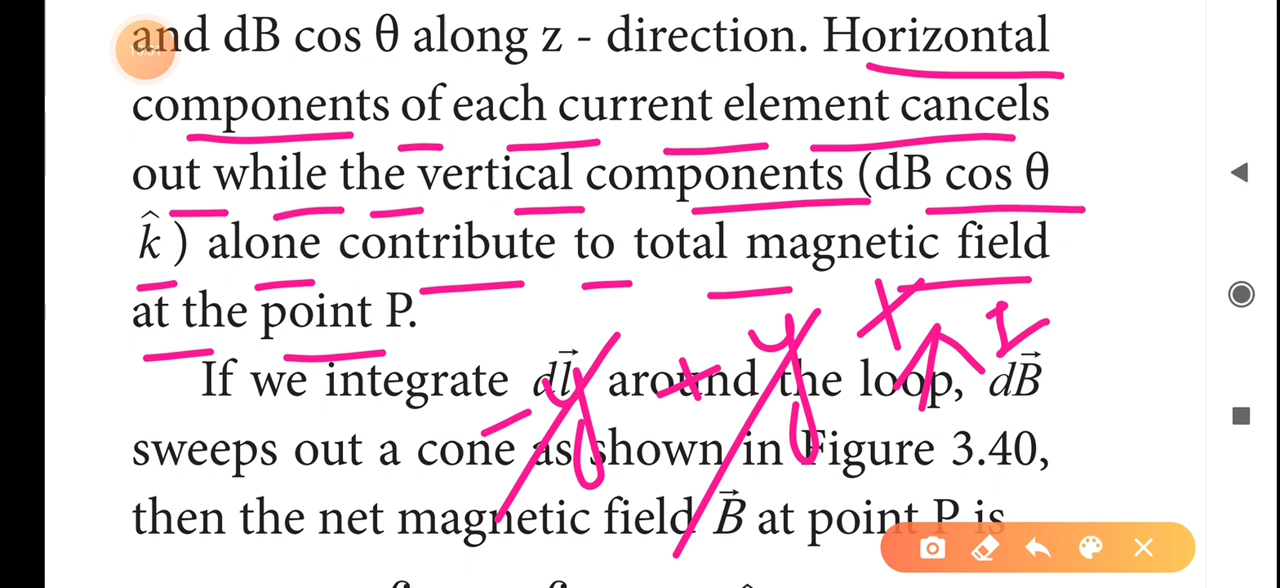 and dB cos θ along z - direction. Horizontal
components of each current element cancels
out while the vertical components (dB cos θ
k̂ ) alone contribute to total magnetic field
at the point P.
If we integrate dl⃗ around the loop, dB⃗
sweeps out a cone as shown in Figure 3.40,
then the net magnetic field B⃗ at point P is
-y + y + z